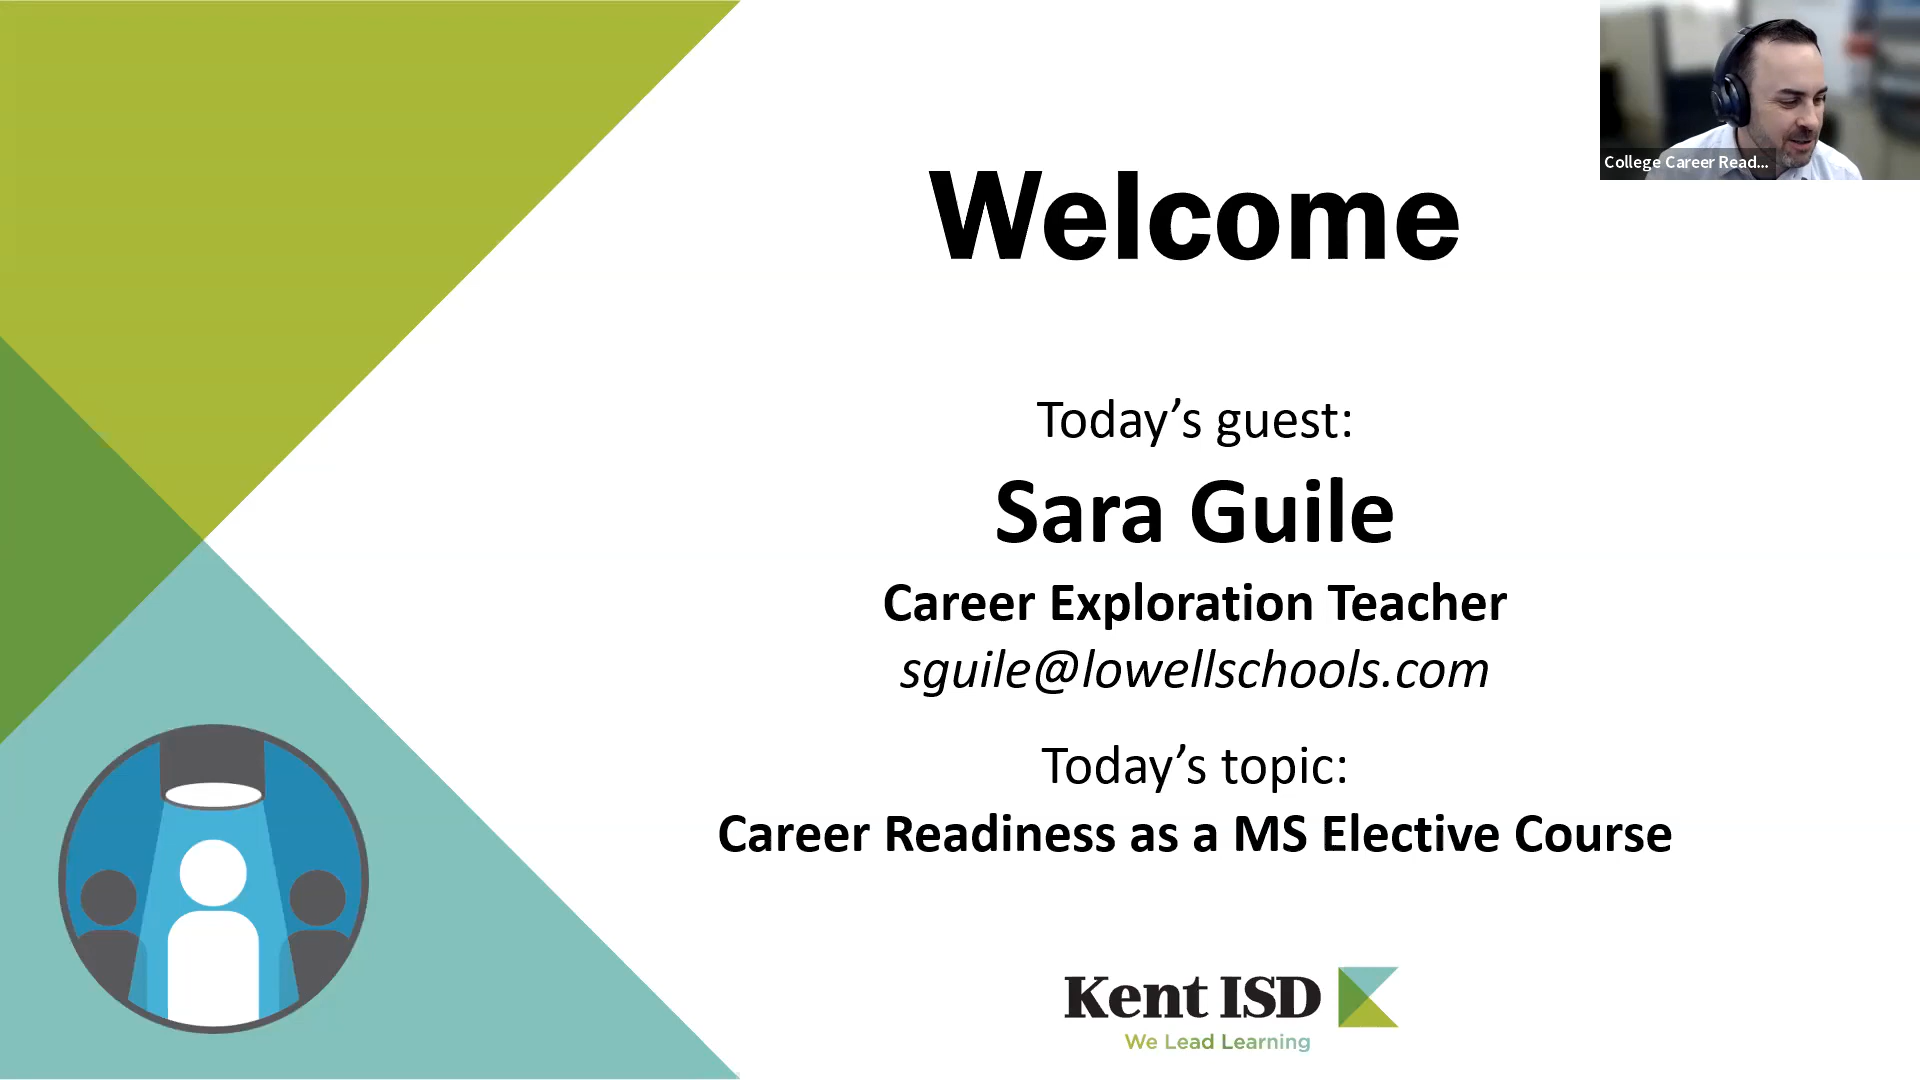 College Career Read...
Welcome
Today’s guest:
Sara Guile
Career Exploration Teacher
sguile@lowellschools.com
Today’s topic:
Career Readiness as a MS Elective Course
Kent ISD
We Lead Learning